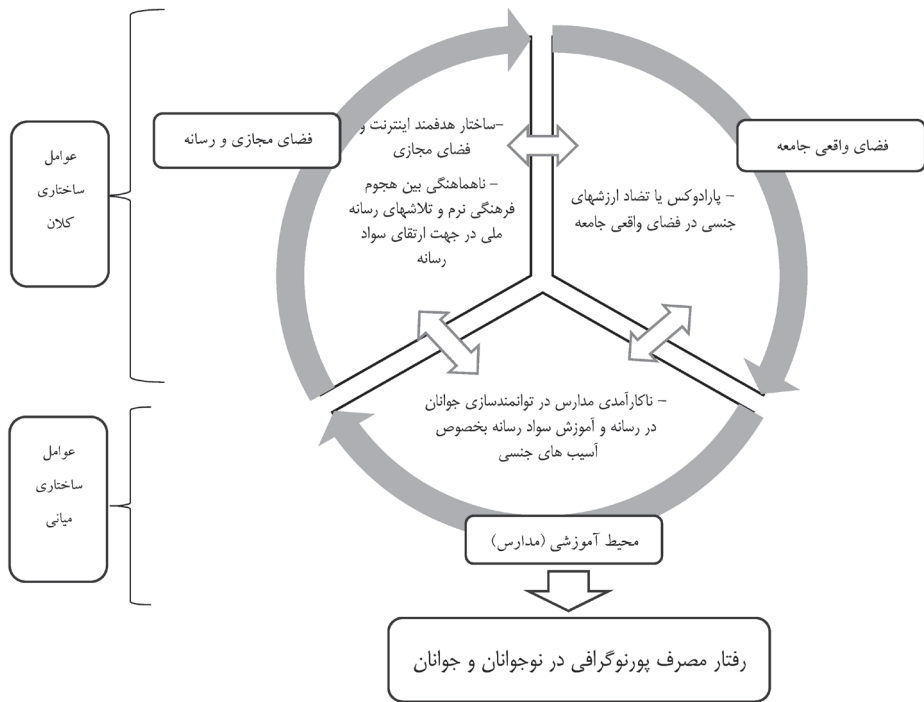 فضای واقعی جامعه
– پارادوکس یا تضاد ارزشهای
جنسی در فضای واقعی جامعه
فضای مجازی و رسانه
–ساختار هدفمند اینترنت و
فضای مجازی
– ناهماهنگی بین هجوم
فرهنگی نرم و تلاشهای رسانه
ملی در جهت ارتقای سواد
رسانه
عوامل
ساختاری
کلان
– ناکارآمدی مدارس در توانمندسازی جوانان
در رسانه و آموزش سواد رسانه بخصوص
آسیب های جنسی
محیط آموزشی (مدارس)
عوامل
ساختاری
میانی
رفتار مصرف پورنوگرافی در نوجوانان و جوانان